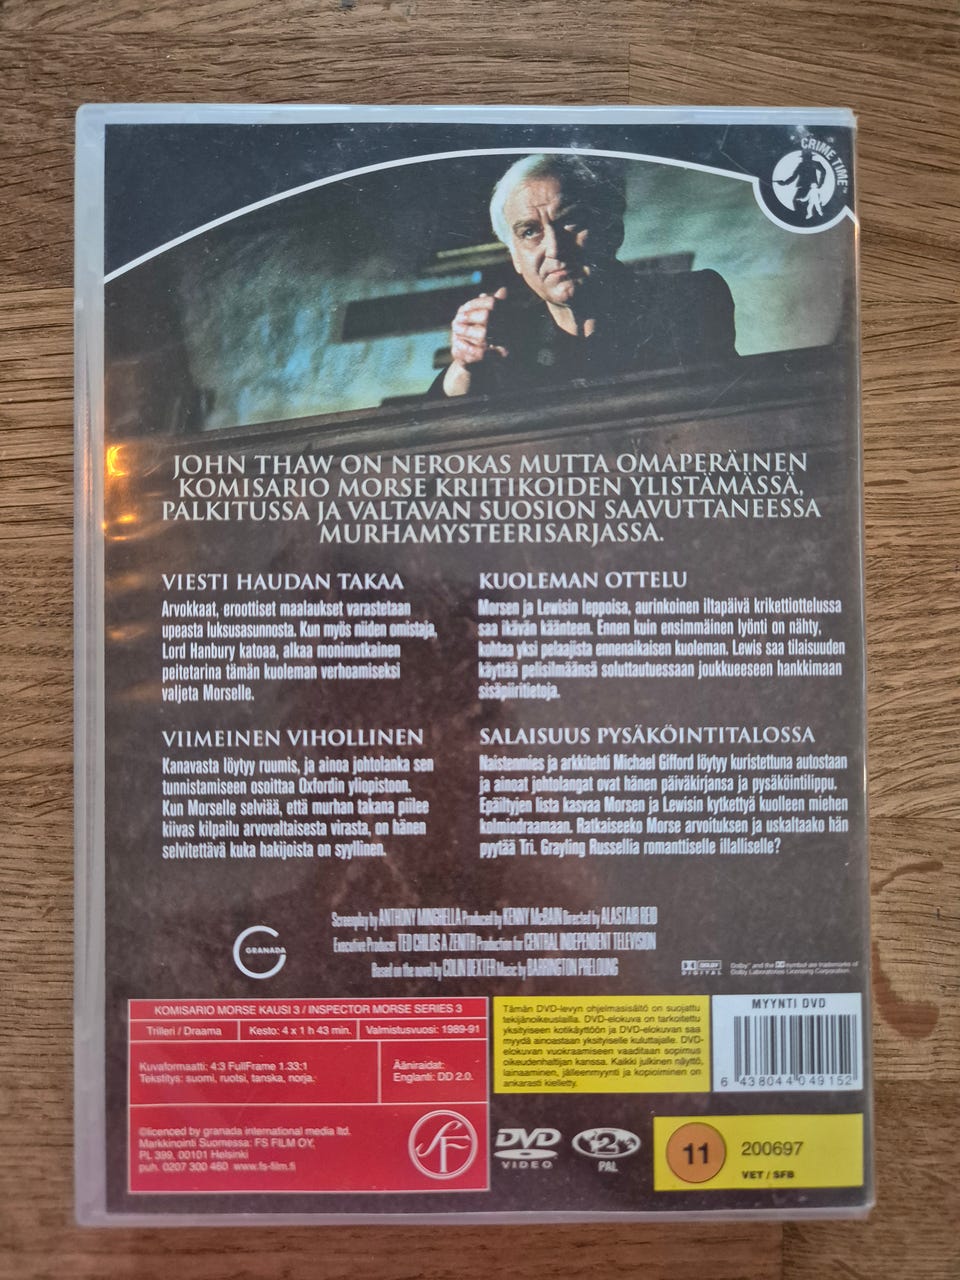 CRIME TIME™
JOHN THAW ON NEROKAS MUTTA OMAPERÄINEN
KOMISARIO MORSE KRIITIKOIDEN YLISTÄMÄSSÄ,
PALKITUSSA JA VALTAVAN SUOSION SAAVUTTANEESSA
MURHAMYSTEERISARJASSA.
VIESTI HAUDAN TAKAA
Arvokkaat, eroottiset maalaukset varastetaan
upeasta luksusasunnosta. Kun myös niiden omistaja,
Lord Hanbury katoaa, alkaa monimutkainen
peitetarina tämän kuoleman verhoamiseksi
valjeta Morselle.
KUOLEMAN OTTELU
Morsen ja Lewisin leppoisa, aurinkoinen iltapäivä krikettiottelussa
saa ikävän käänteen. Ennen kuin ensimmäinen lyönti on nähty,
kohtaa yksi pelaajista ennenaikaisen kuoleman. Lewis saa tilaisuuden
käyttää pelisilmäänsä soluttautuessaan joukkueeseen hankkimaan
sisäpiiritietoja.
VIIMEINEN VIHOLLINEN
Kanavasta löytyy ruumis, ja ainoa johtolanka sen
tunnistamiseen osoittaa Oxfordin yliopistoon.
Kun Morselle selviää, että murhan takana piilee
kiivas kilpailu arvovaltaisesta virasta, on hänen
selvitettävä kuka hakijoista on syyllinen.
SALAISUUS PYSÄKÖINTITALOSSA
Naistenmies ja arkkitehti Michael Gifford löytyy kuristettuna autostaan
ja ainoat johtolangat ovat hänen päiväkirjansa ja pysäköintilippu.
Epäiltyjen lista kasvaa Morsen ja Lewisin kytkettyä kuolleen miehen
kolmiodraamaan. Ratkaiseeko Morse arvoituksen ja uskaltaako hän
pyytää Tri. Grayling Russellia romanttiselle illalliselle?
Screenplay by ANTHONY MINGHELLA Produced by KENNY McBAIN Directed by ALASTAIR REID
Executive Producer TED CHILDS A ZENITH Production for CENTRAL INDEPENDENT TELEVISION
Based on the novel by COLIN DEXTER Music by BARRINGTON PHELOUNG
GRANADA
DOLBY
DIGITAL
Dolby™ and the symbol are trademarks of
Dolby Laboratories Licensing Corporation.
KOMISARIO MORSE KAUSI 3 / INSPECTOR MORSE SERIES 3
Trilleri / Draama
Kesto: 4 x 1 h 43 min.
Valmistusvuosi: 1989-91
Kuvaformaatti: 4:3 FullFrame 1.33:1
Tekstitys: suomi, ruotsi, tanska, norja.
Ääniraidat:
Englanti: DD 2.0.
©licenced by granada international media ltd.
Markkinointi Suomessa: FS FILM OY,
PL 399, 00101 Helsinki
puh. 0207 300 460 www.fs-film.fi
SF
Tämän DVD-levyn ohjelmasisältö on suojattu
tekijänoikeuslailla. DVD-elokuva on tarkoitettu
yksityiseen kotikäyttöön ja DVD-elokuvan saa
myydä ainoastaan yksityiselle kuluttajalle. DVD-
elokuvan vuokraamiseen vaaditaan sopimus
oikeudenhaltijan kanssa. Kaikki julkinen näyttö,
lainaaminen, jälleenmyynti ja kopioiminen on
ankarasti kielletty.
MYYNTI DVD
6 438044 049152
DVD
VIDEO
2
PAL
11
200697
VET / SFB